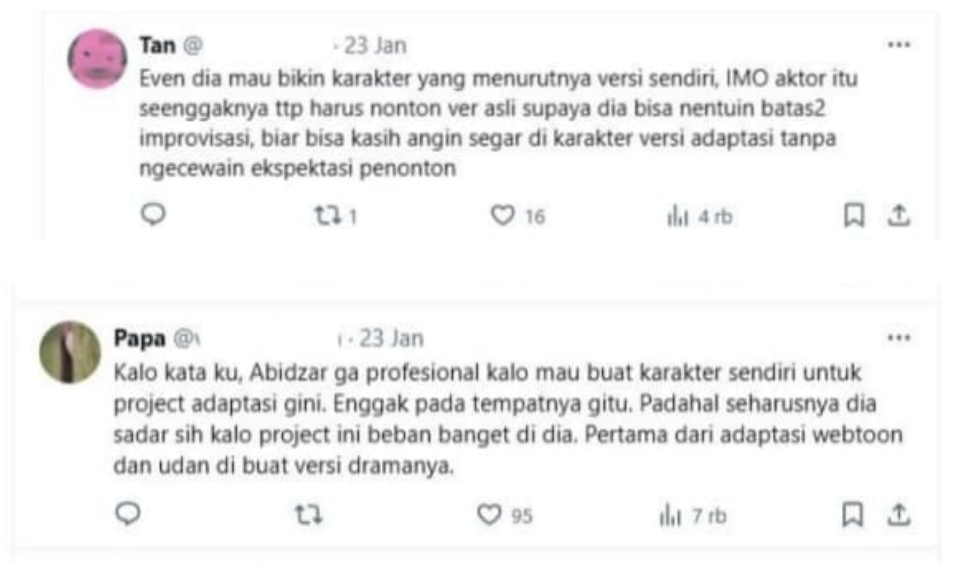 Tan @ · 23 Jan
Even dia mau bikin karakter yang menurutnya versi sendiri, IMO aktor itu
seenggaknya ttp harus nonton ver asli supaya dia bisa nentuin batas2
improvisasi, biar bisa kasih angin segar di karakter versi adaptasi tanpa
ngecewain ekspektasi penonton
1 16 4 rb
Papa @ · 23 Jan
Kalo kata ku, Abidzar ga profesional kalo mau buat karakter sendiri untuk
project adaptasi gini. Enggak pada tempatnya gitu. Padahal seharusnya dia
sadar sih kalo project ini beban banget di dia. Pertama dari adaptasi webtoon
dan udan di buat versi dramanya.
95 7 rb